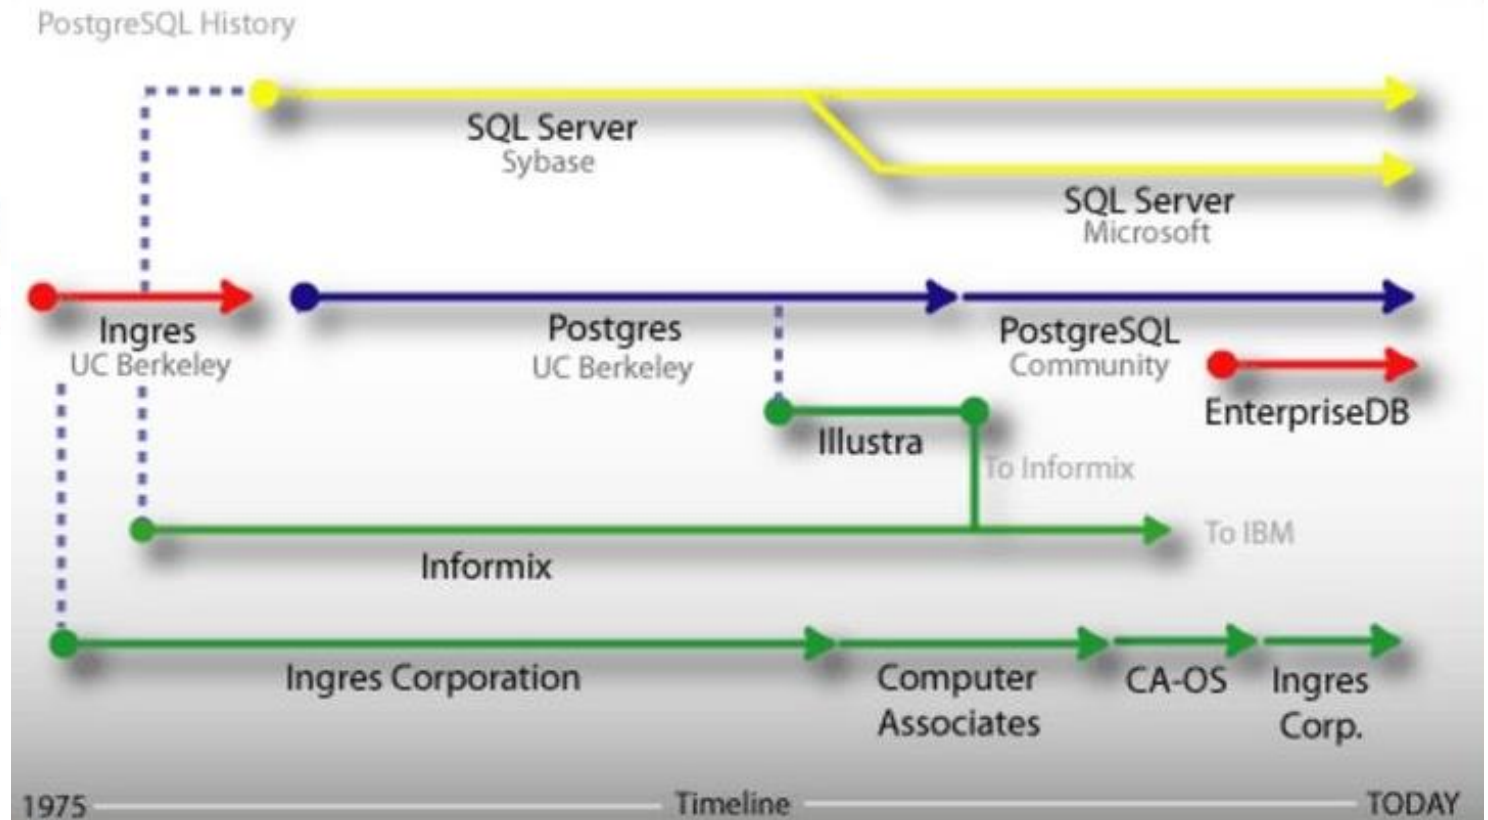 PostgreSQL History
SQL Server
Sybase
SQL Server
Microsoft
Ingres
UC Berkeley
Postgres
UC Berkeley
PostgreSQL
Community
EnterpriseDB
Illustra
To Informix
To IBM
Informix
Ingres Corporation
Computer
Associates
CA-OS
Ingres
Corp.
1975
Timeline
TODAY